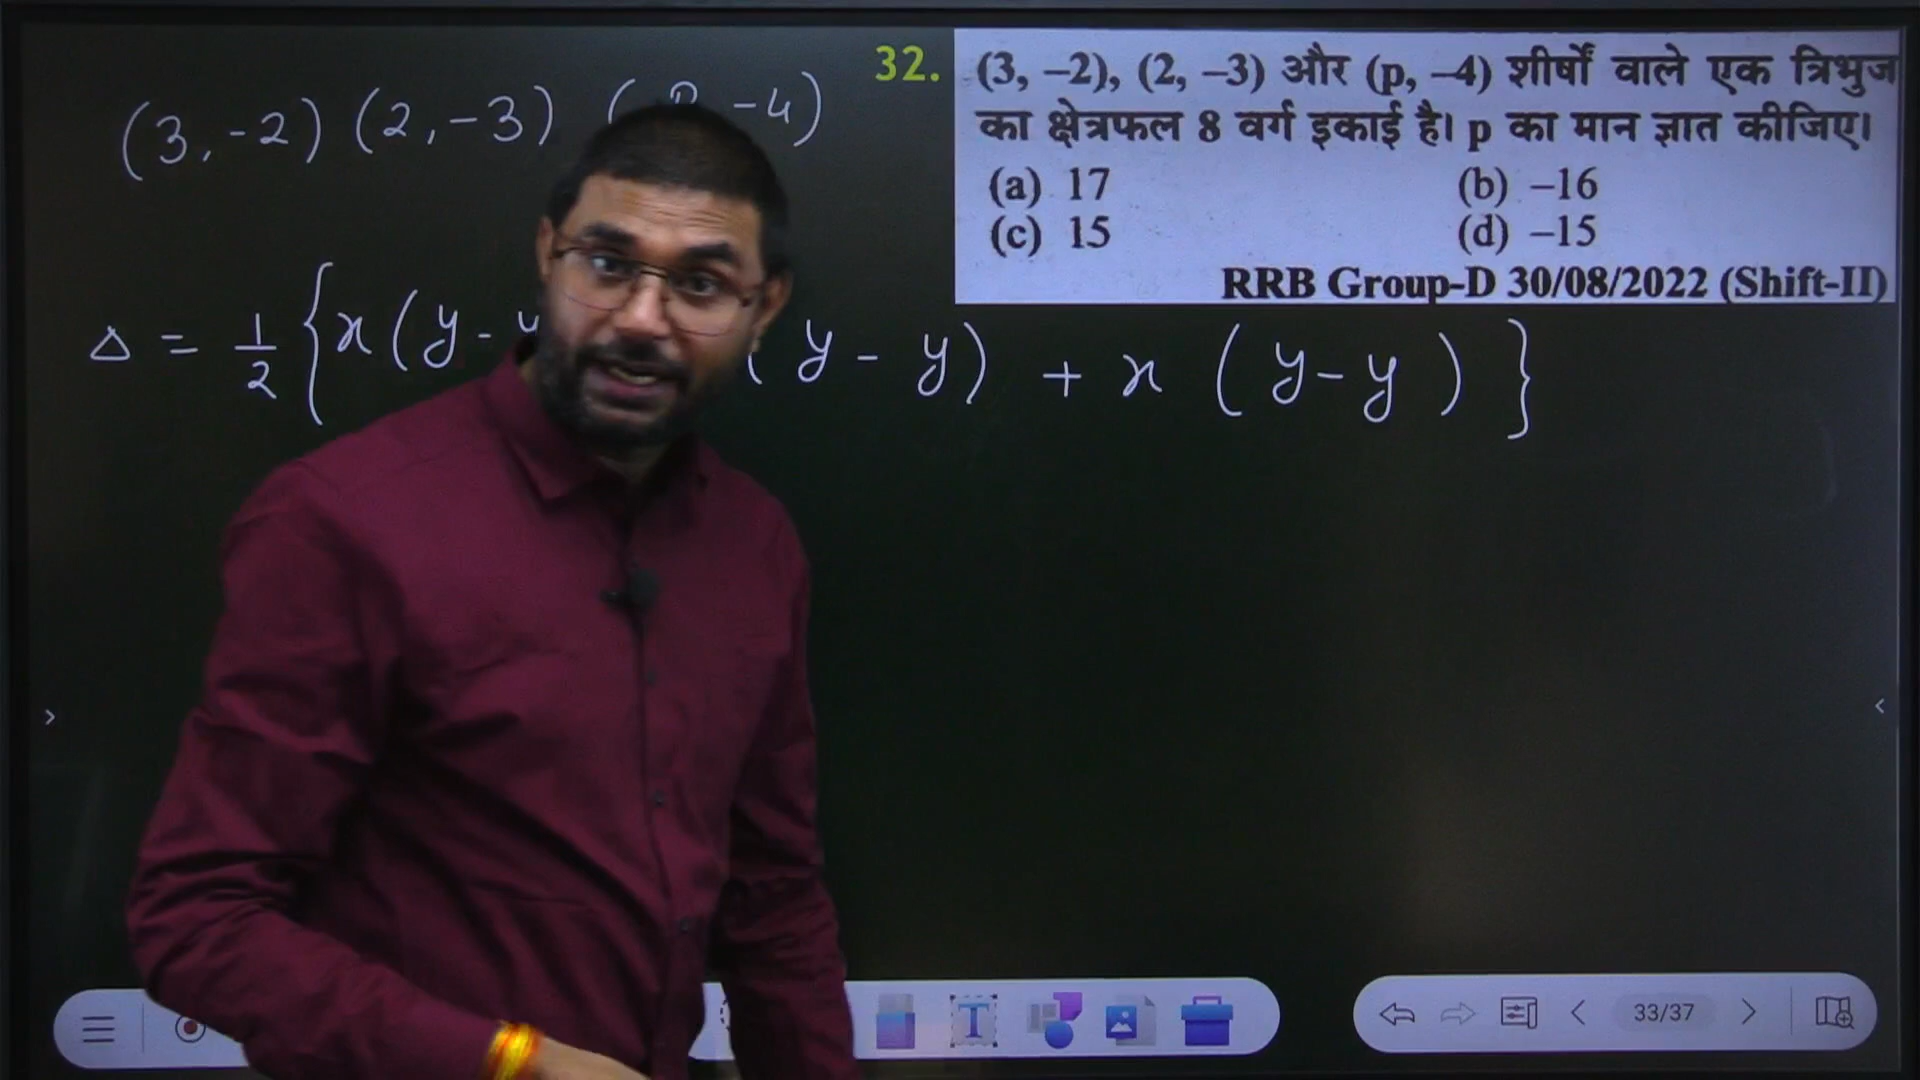 (3, -2) (2, -3) ( -4)
32. (3, –2), (2, –3) और (p, –4) शीर्षों वाले एक त्रिभुज
का क्षेत्रफल 8 वर्ग इकाई है। p का मान ज्ञात कीजिए।
(a) 17 (b) –16
(c) 15 (d) –15
RRB Group-D 30/08/2022 (Shift-II)
Δ = 1/2 { x (y - y ( y - y) + x ( y - y ) }
T
33/37